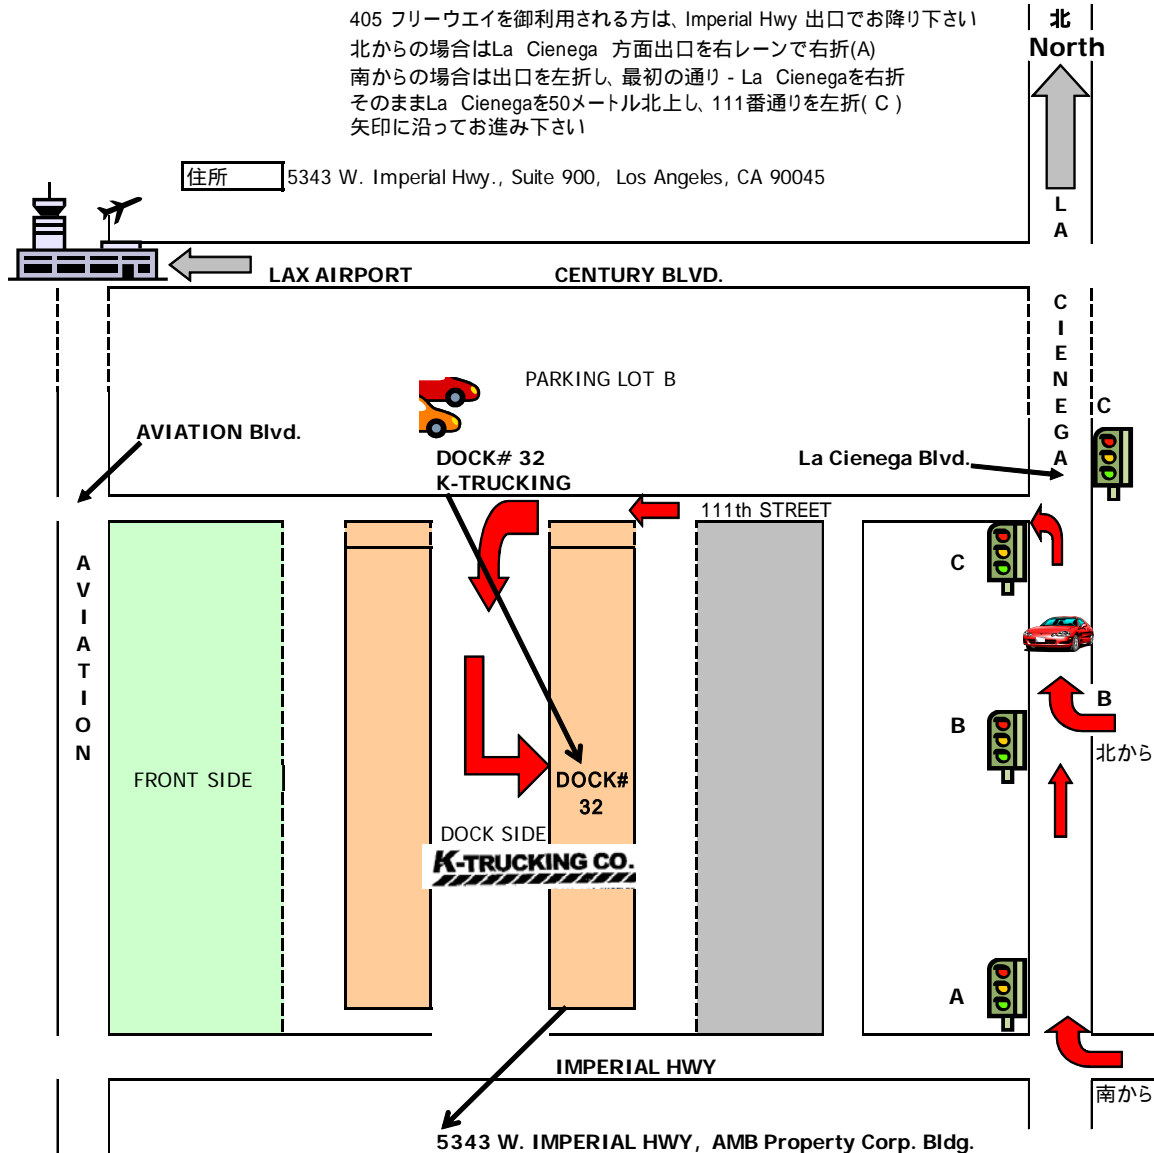 405 フリーウエイを御利用される方は、Imperial Hwy 出口でお降り下さい
北からの場合はLa Cienega 方面出口を右レーンで右折(A)
南からの場合は出口を左折し、最初の通り - La Cienegaを右折
そのままLa Cienegaを50メートル北上し、111番通りを左折( C )
矢印に沿ってお進み下さい
北
North
住所 5343 W. Imperial Hwy., Suite 900, Los Angeles, CA 90045
LA CIENEGA
LAX AIRPORT
CENTURY BLVD.
PARKING LOT B
C
AVIATION Blvd.
DOCK# 32
K-TRUCKING
La Cienega Blvd.
111th STREET
C
AVIATION
B
B
北から
FRONT SIDE
DOCK#
32
DOCK SIDE
K-TRUCKING CO.
A
IMPERIAL HWY
南から
5343 W. IMPERIAL HWY, AMB Property Corp. Bldg.